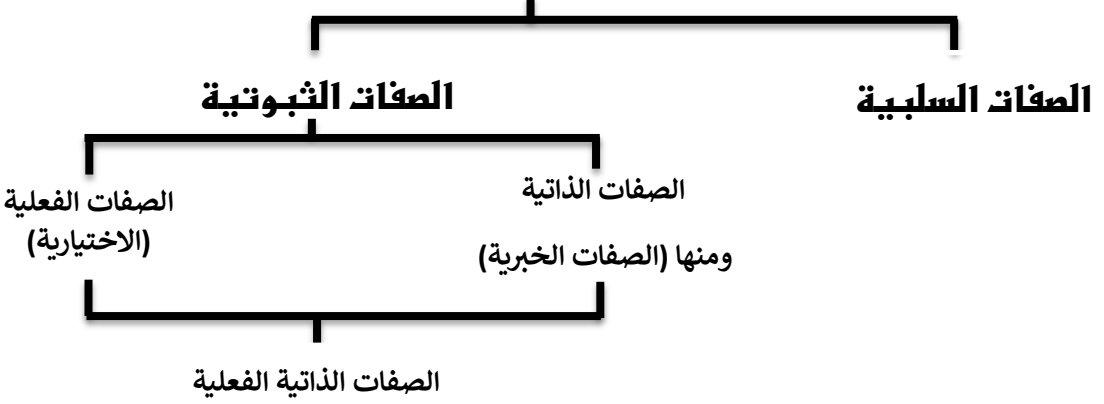 الصفات السلبية
الصفات الثبوتية
الصفات الذاتية
ومنها (الصفات الخبرية)
الصفات الفعلية
(الاختيارية)
الصفات الذاتية الفعلية